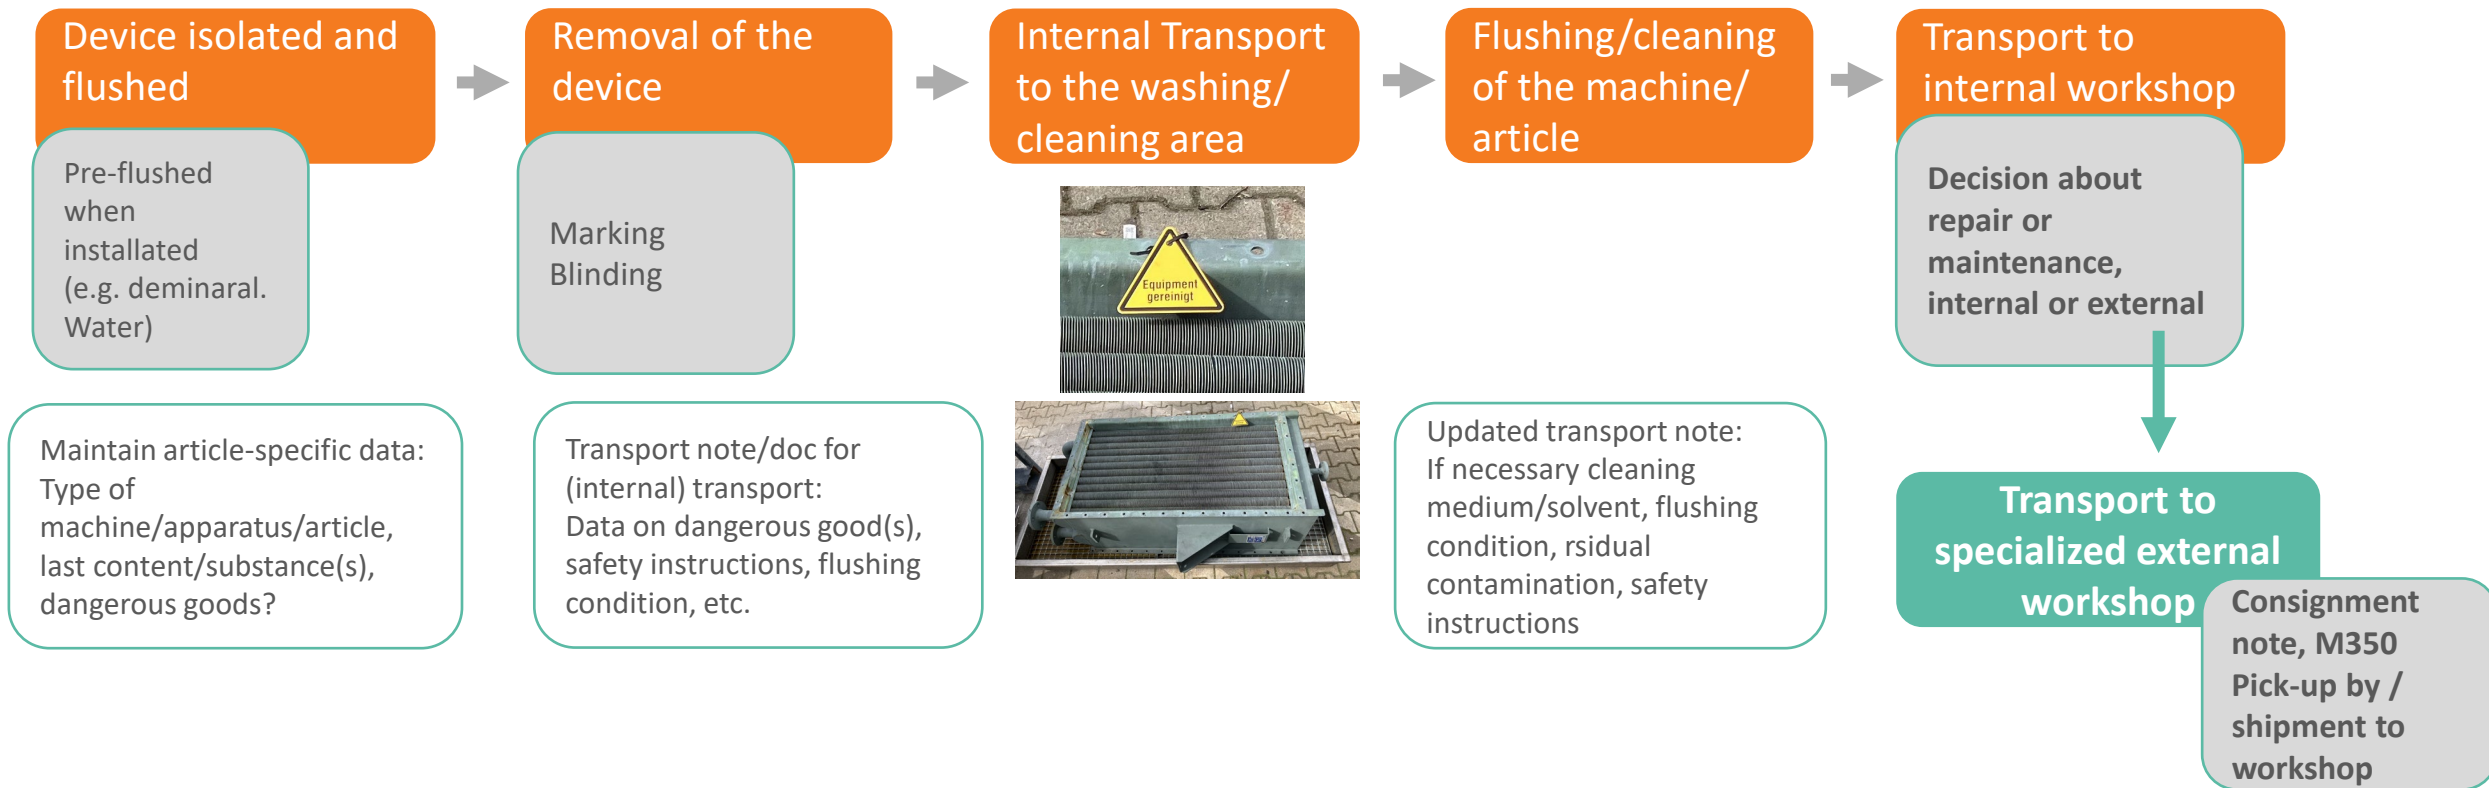 Device isolated and
flushed
Pre-flushed
when
installated
(e.g. deminaral.
Water)
Maintain article-specific data:
Type of
machine/apparatus/article,
last content/substance(s),
dangerous goods?
Removal of the
device
Marking
Blinding
Transport note/doc for
(internal) transport:
Data on dangerous good(s),
safety instructions, flushing
condition, etc.
Internal Transport
to the washing/
cleaning area
Equipment
gereinigt
Flushing/cleaning
of the machine/
article
Updated transport note:
If necessary cleaning
medium/solvent, flushing
condition, rsidual
contamination, safety
instructions
Transport to
internal workshop
Decision about
repair or
maintenance,
internal or external
Transport to
specialized external
workshop
Consignment
note, M350
Pick-up by /
shipment to
workshop